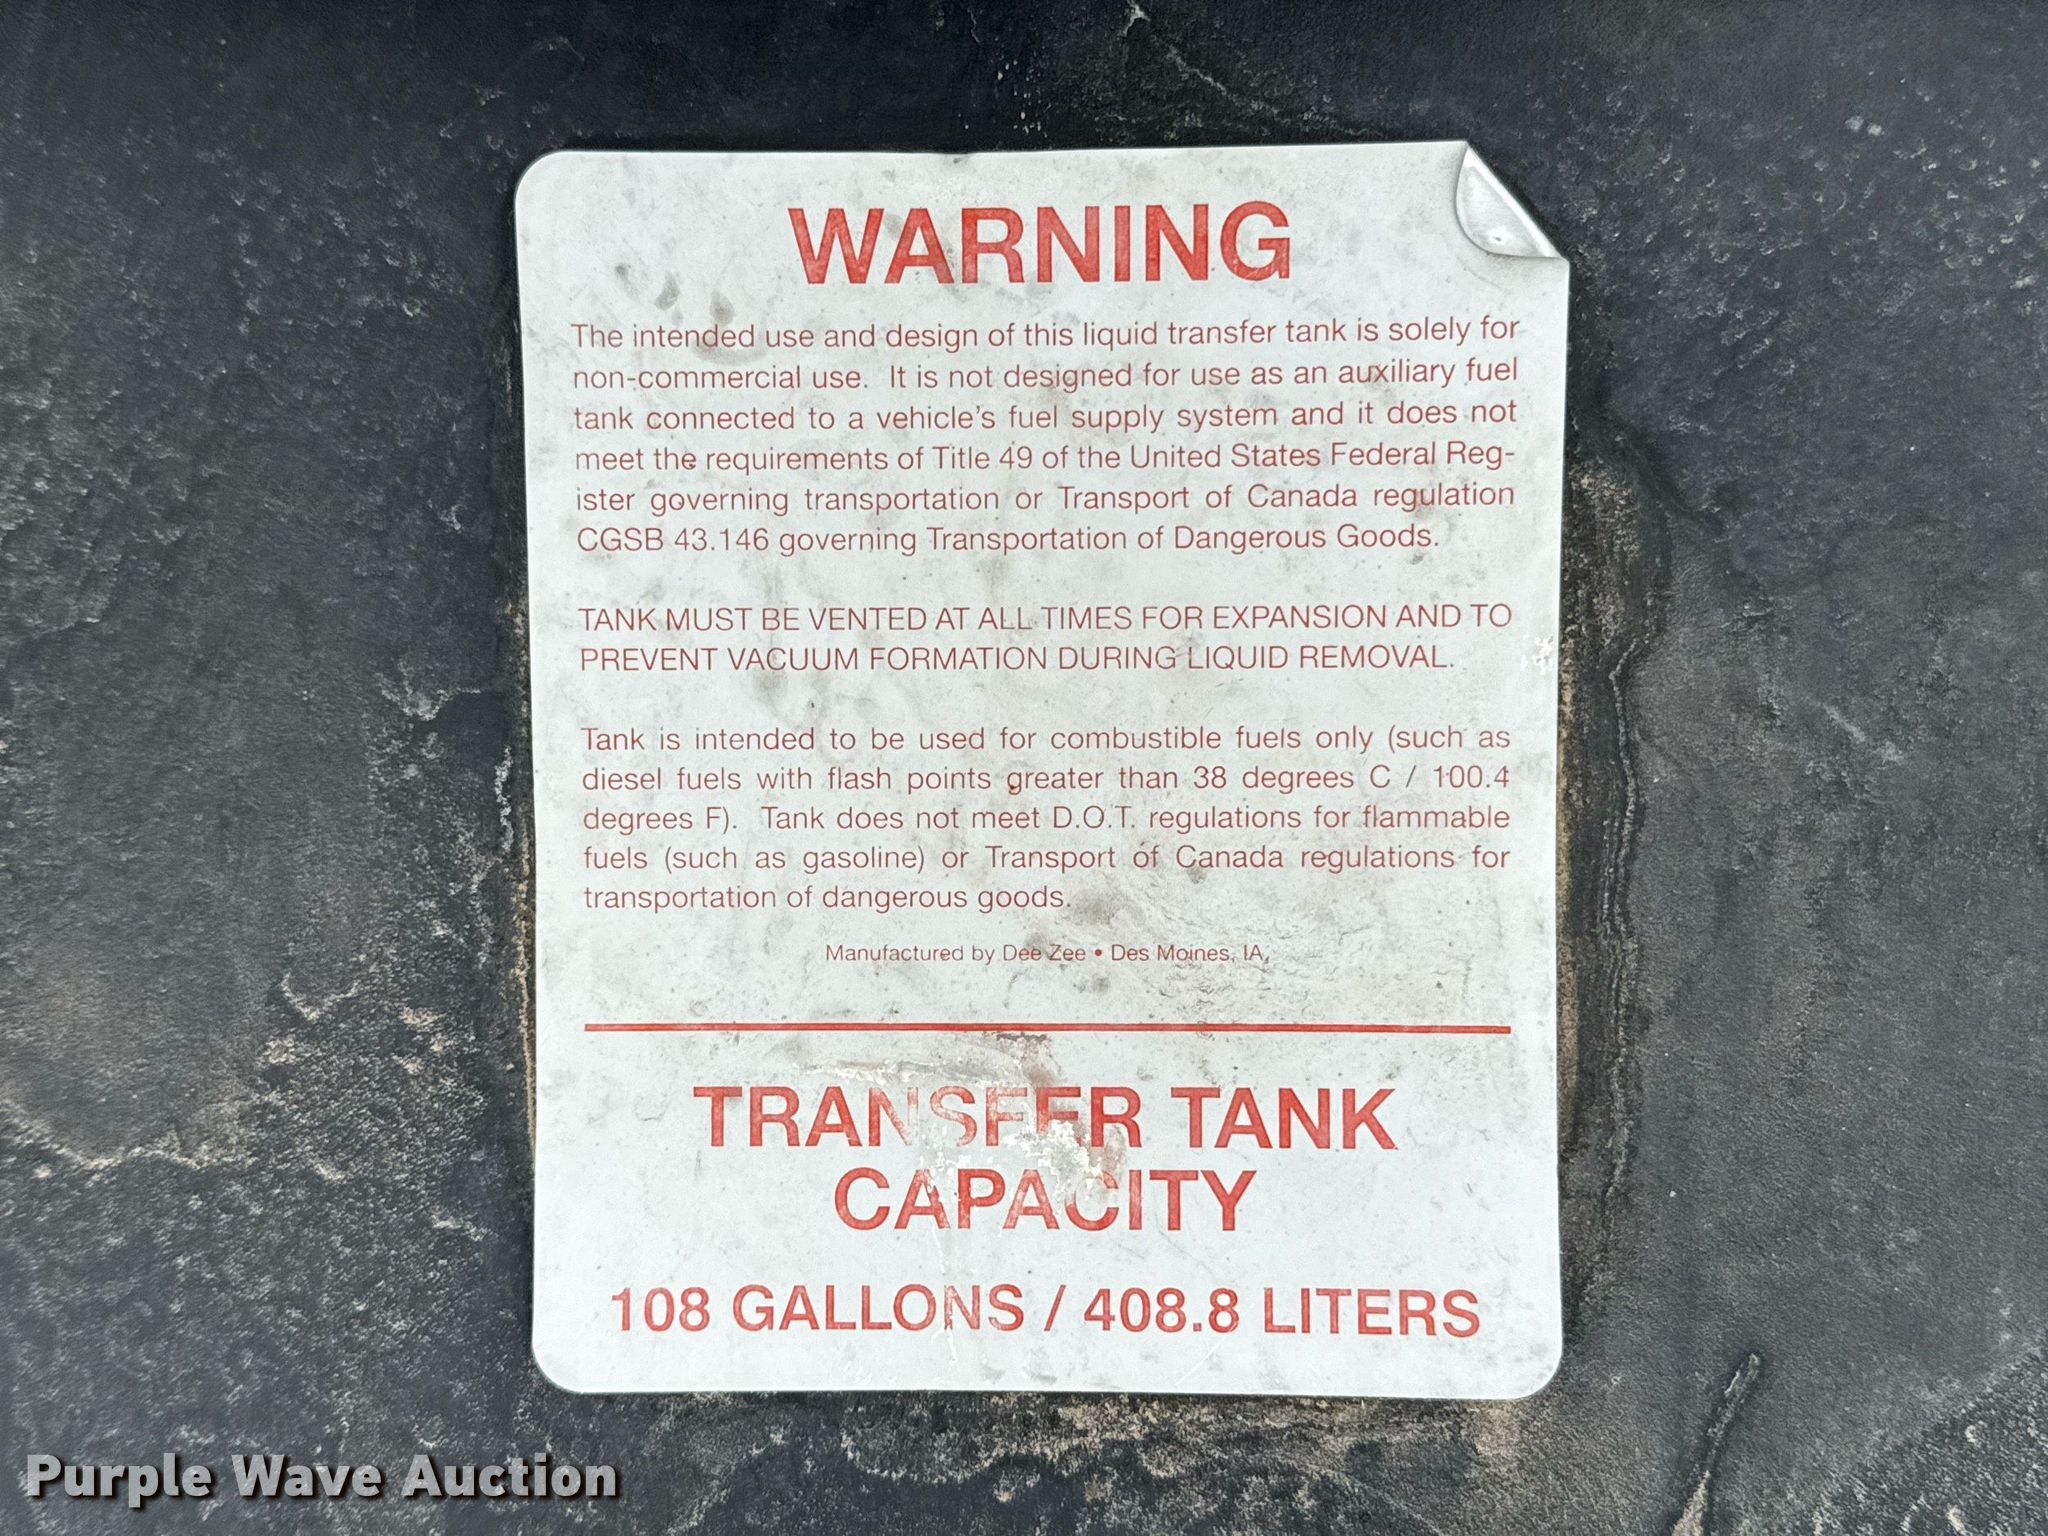 WARNING
The intended use and design of this liquid transfer tank is solely for
non-commercial use. It is not designed for use as an auxiliary fuel
tank connected to a vehicle's fuel supply system and it does not
meet the requirements of Title 49 of the United States Federal Reg-
ister governing transportation or Transport of Canada regulation
CGSB 43.146 governing Transportation of Dangerous Goods.
TANK MUST BE VENTED AT ALL TIMES FOR EXPANSION AND TO
PREVENT VACUUM FORMATION DURING LIQUID REMOVAL.
Tank is intended to be used for combustible fuels only (such as
diesel fuels with flash points greater than 38 degrees C / 100.4
degrees F). Tank does not meet D.O.T. regulations for flammable
fuels (such as gasoline) or Transport of Canada regulations for
transportation of dangerous goods.
Manufactured by Dee Zee • Des Moines, IA.
TRANSFER TANK
CAPACITY
108 GALLONS / 408.8 LITERS
Purple Wave Auction